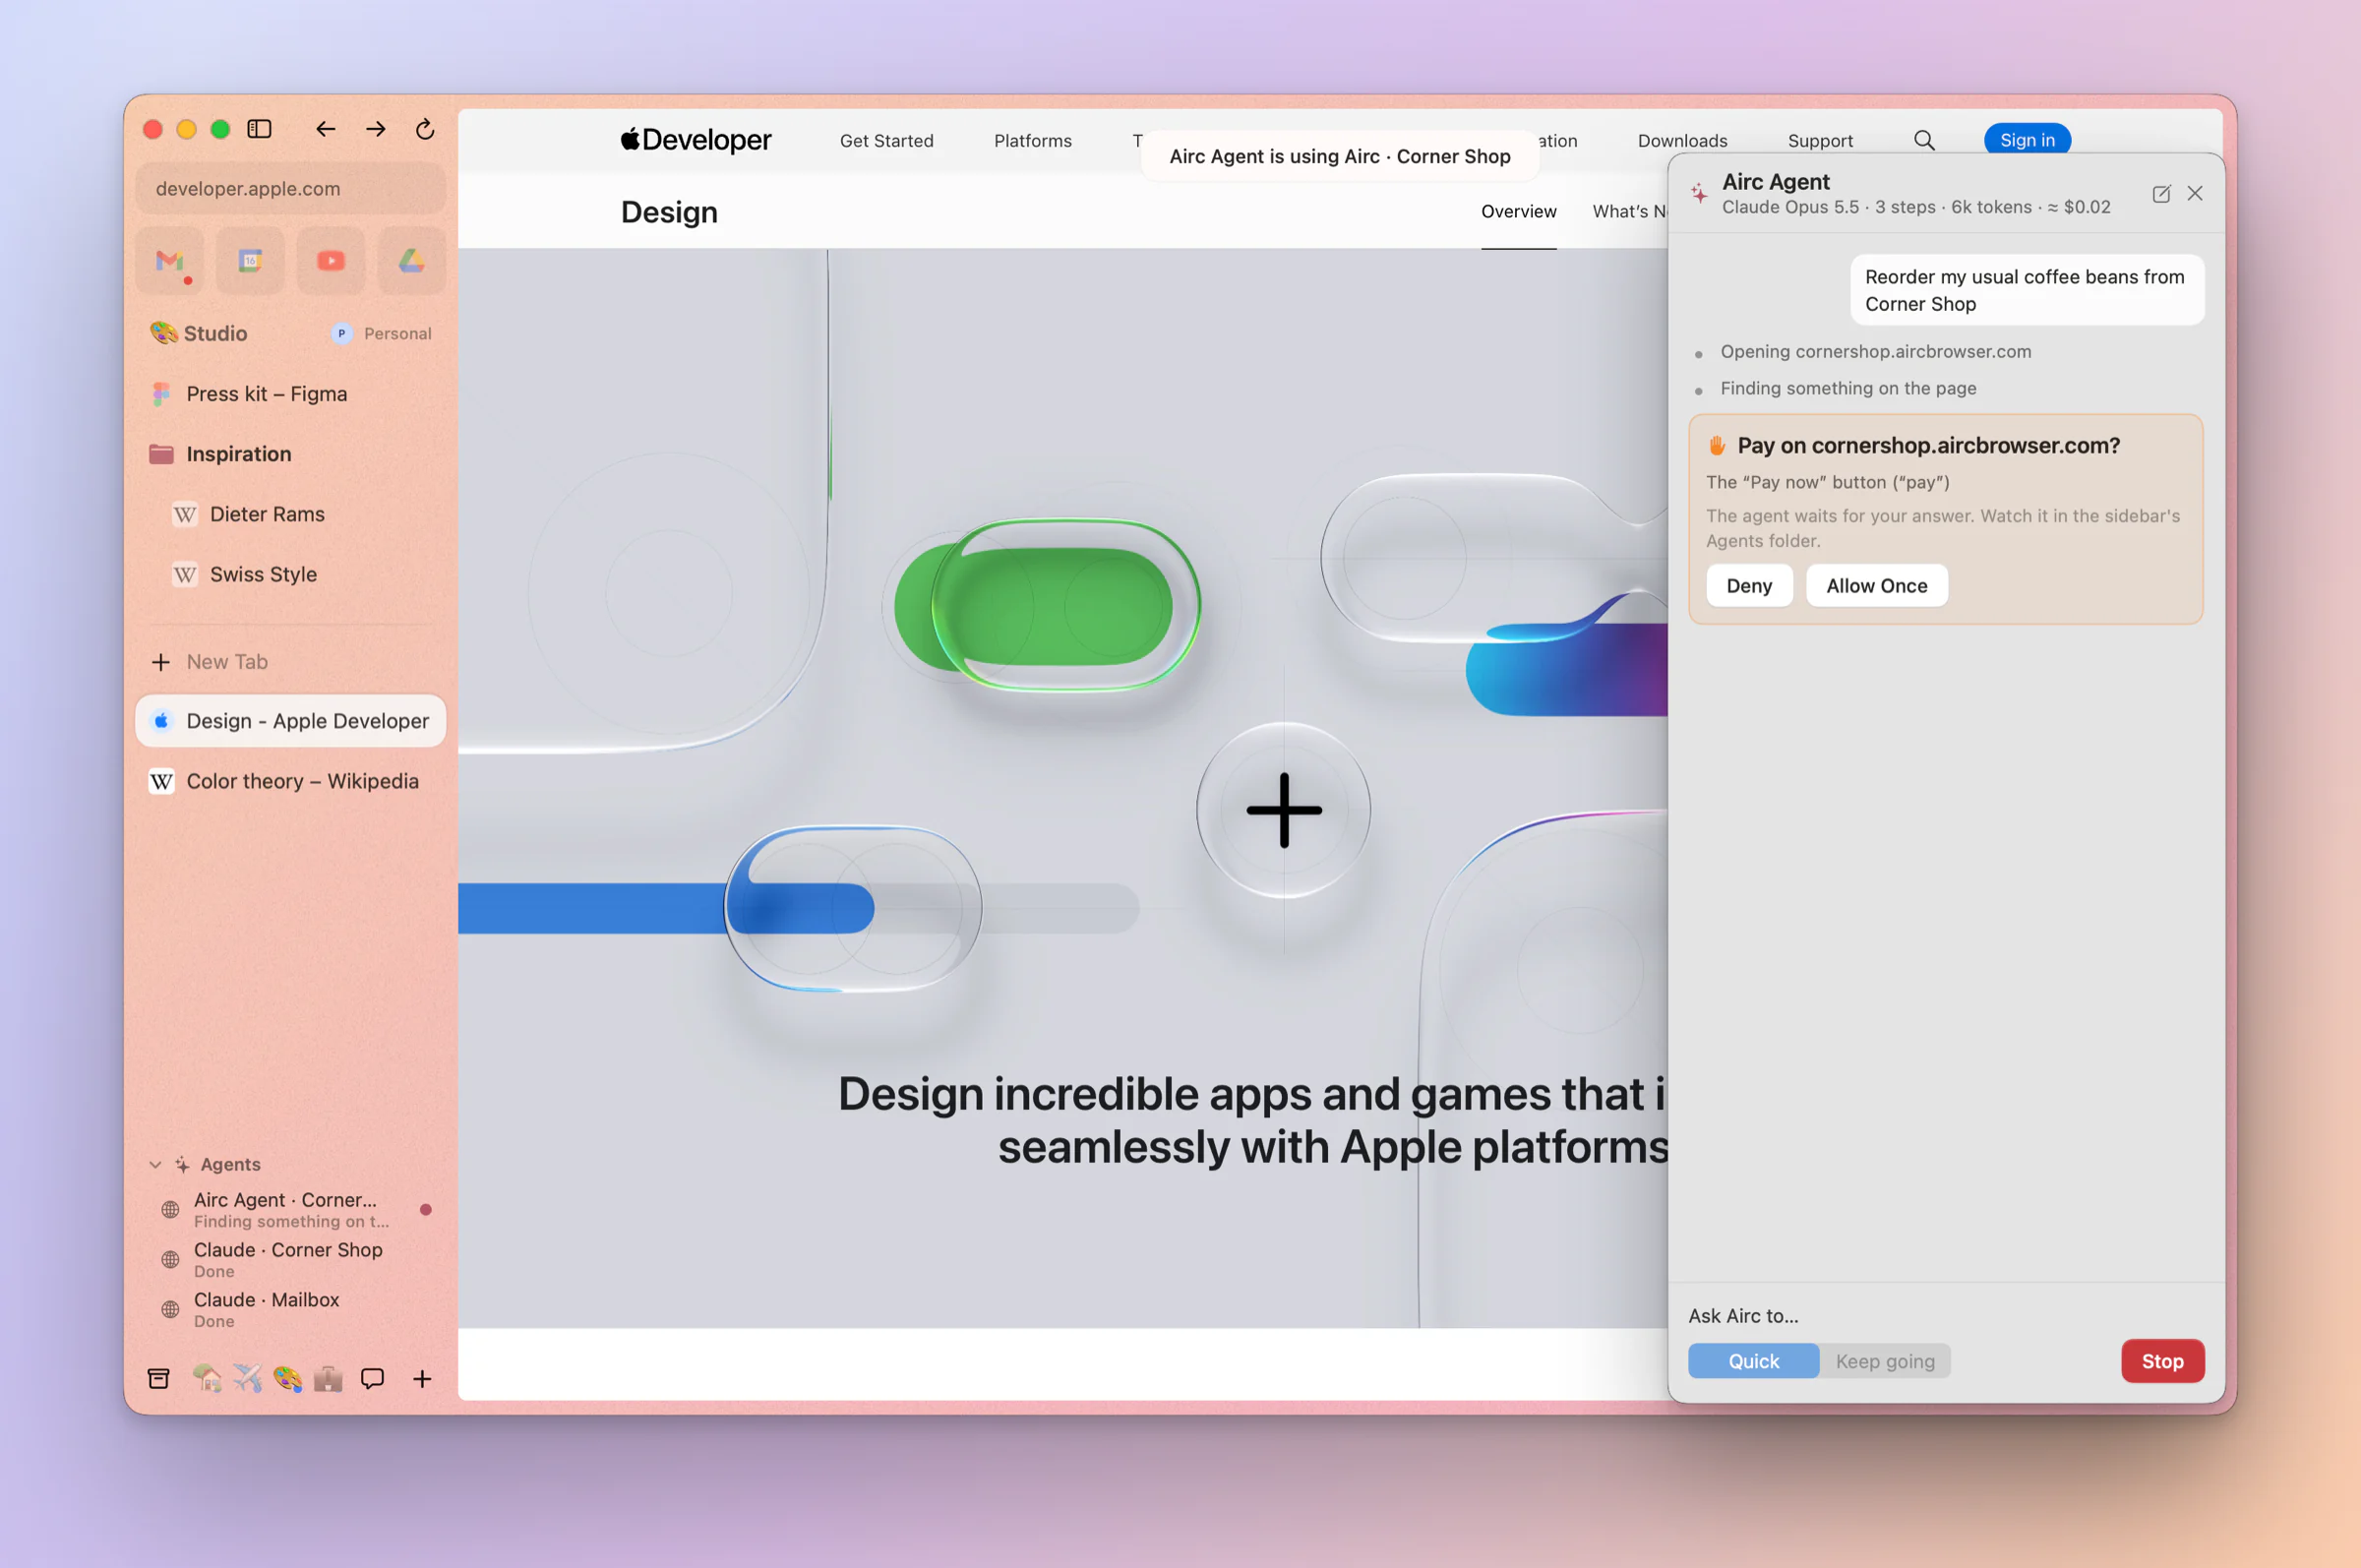 developer.apple.com
16
Studio
P Personal
Press kit – Figma
Inspiration
W Dieter Rams
W Swiss Style
New Tab
Design - Apple Developer
W Color theory – Wikipedia
Agents
Airc Agent · Corner...
Finding something on t...
Claude · Corner Shop
Done
Claude · Mailbox
Done
Developer
Get Started
Platforms
T
ation
Downloads
Support
Sign in
Airc Agent is using Airc · Corner Shop
Design
Overview
What’s N
Design incredible apps and games that i
seamlessly with Apple platforms
Airc Agent
Claude Opus 5.5 · 3 steps · 6k tokens · ≈ $0.02
Reorder my usual coffee beans from
Corner Shop
Opening cornershop.aircbrowser.com
Finding something on the page
Pay on cornershop.aircbrowser.com?
The “Pay now” button (“pay”)
The agent waits for your answer. Watch it in the sidebar's
Agents folder.
Deny
Allow Once
Ask Airc to...
Quick
Keep going
Stop